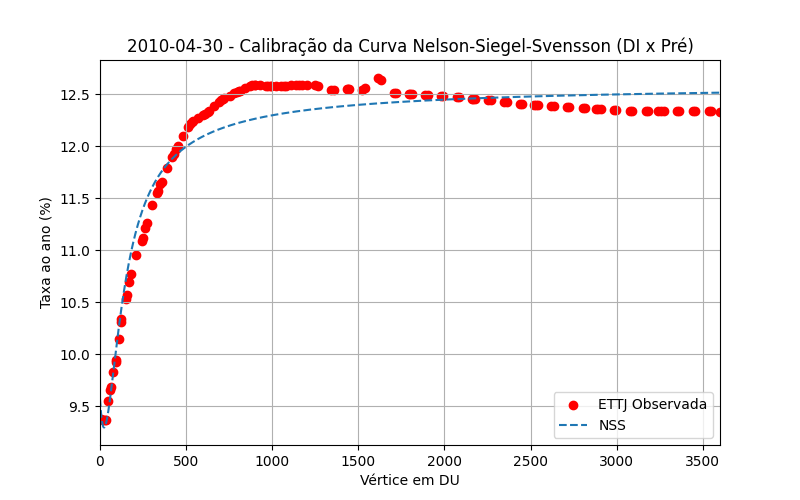 2010-04-30 - Calibração da Curva Nelson-Siegel-Svensson (DI x Pré)
Taxa ao ano (%)
12.5
12.0
11.5
11.0
10.5
10.0
9.5
ETTJ Observada
NSS
0 500 1000 1500 2000 2500 3000 3500
Vértice em DU